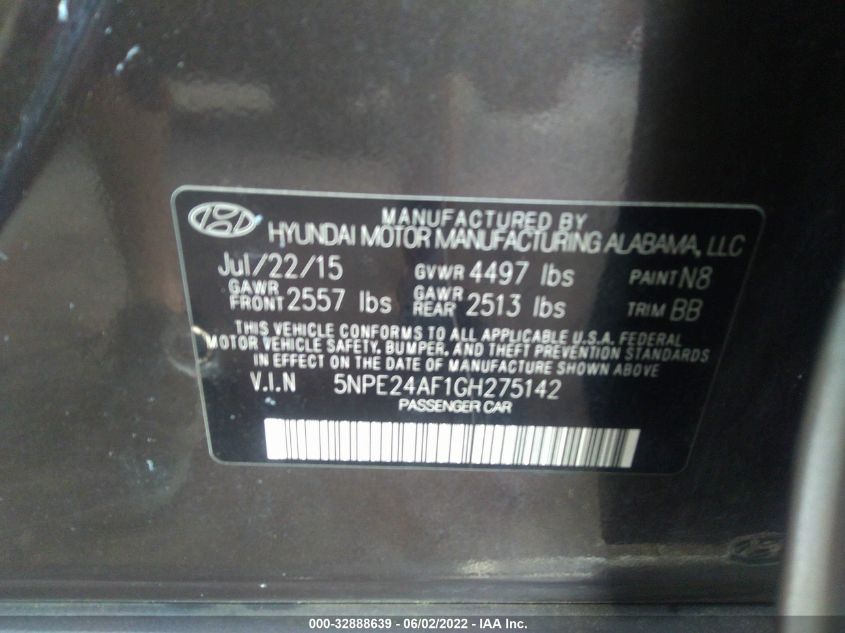 MANUFACTURED BY
HYUNDAI MOTOR MANUFACTURING ALABAMA, LLC
Jul/22/15 GVWR 4497 lbs PAINT N8
GAWR FRONT 2557 lbs GAWR REAR 2513 lbs TRIM BB
THIS VEHICLE CONFORMS TO ALL APPLICABLE U.S.A. FEDERAL
MOTOR VEHICLE SAFETY, BUMPER, AND THEFT PREVENTION STANDARDS
IN EFFECT ON THE DATE OF MANUFACTURE SHOWN ABOVE.
V.I.N 5NPE24AF1GH275142
PASSENGER CAR
000-32888639 - 06/02/2022 - IAA Inc.